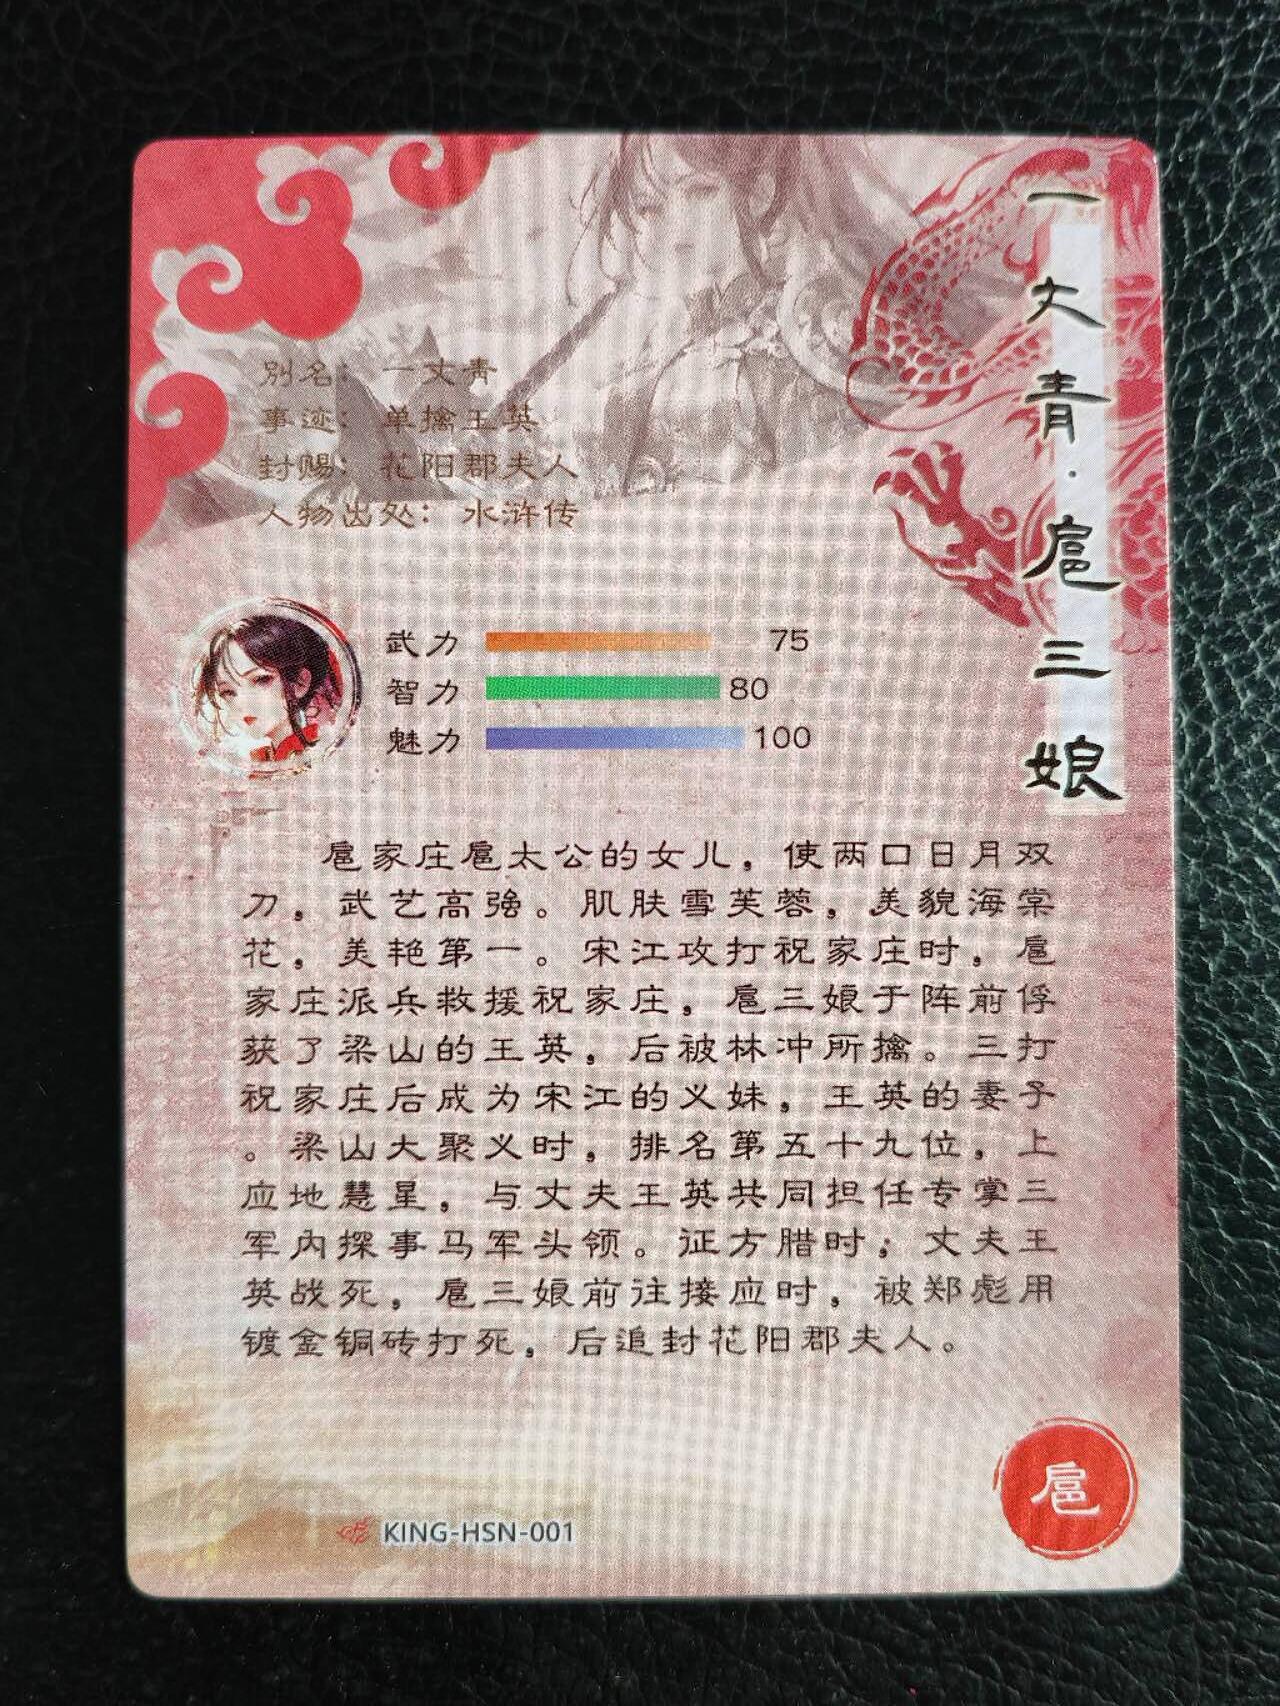 一丈青·扈三娘
别名：一丈青
事迹：单擒王英
封赐：花阳郡夫人
人物出处：水浒传
武力 75
智力 80
魅力 100
扈家庄扈太公的女儿，使两口日月双
刀，武艺高强。肌肤雪芙蓉，美貌海棠
花，美艳第一。宋江攻打祝家庄时，扈
家庄派兵救援祝家庄，扈三娘于阵前俘
获了梁山的王英，后被林冲所擒。三打
祝家庄后成为宋江的义妹，王英的妻子
。梁山大聚义时，排名第五十九位，上
应地慧星，与丈夫王英共同担任专掌三
军内探事马军头领。征方腊时，丈夫王
英战死，扈三娘前往接应时，被郑彪用
镀金铜砖打死，后追封花阳郡夫人。
KING-HSN-001
扈